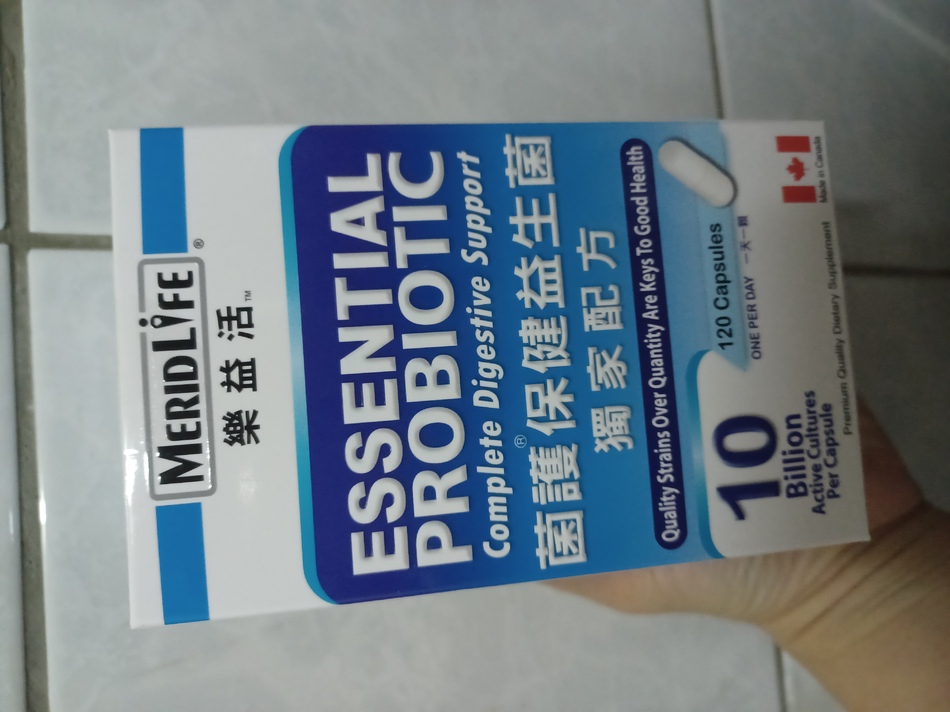 MERIDLIFE®
樂益活™
ESSENTIAL
PROBIOTIC
Complete Digestive Support
菌護®保健益生菌
獨家配方
Quality Strains Over Quantity Are Keys To Good Health
10
Billion
Active Cultures
Per Capsule
120 Capsules
ONE PER DAY 一天一顆
Premium Quality Dietary Supplement
Made in Canada